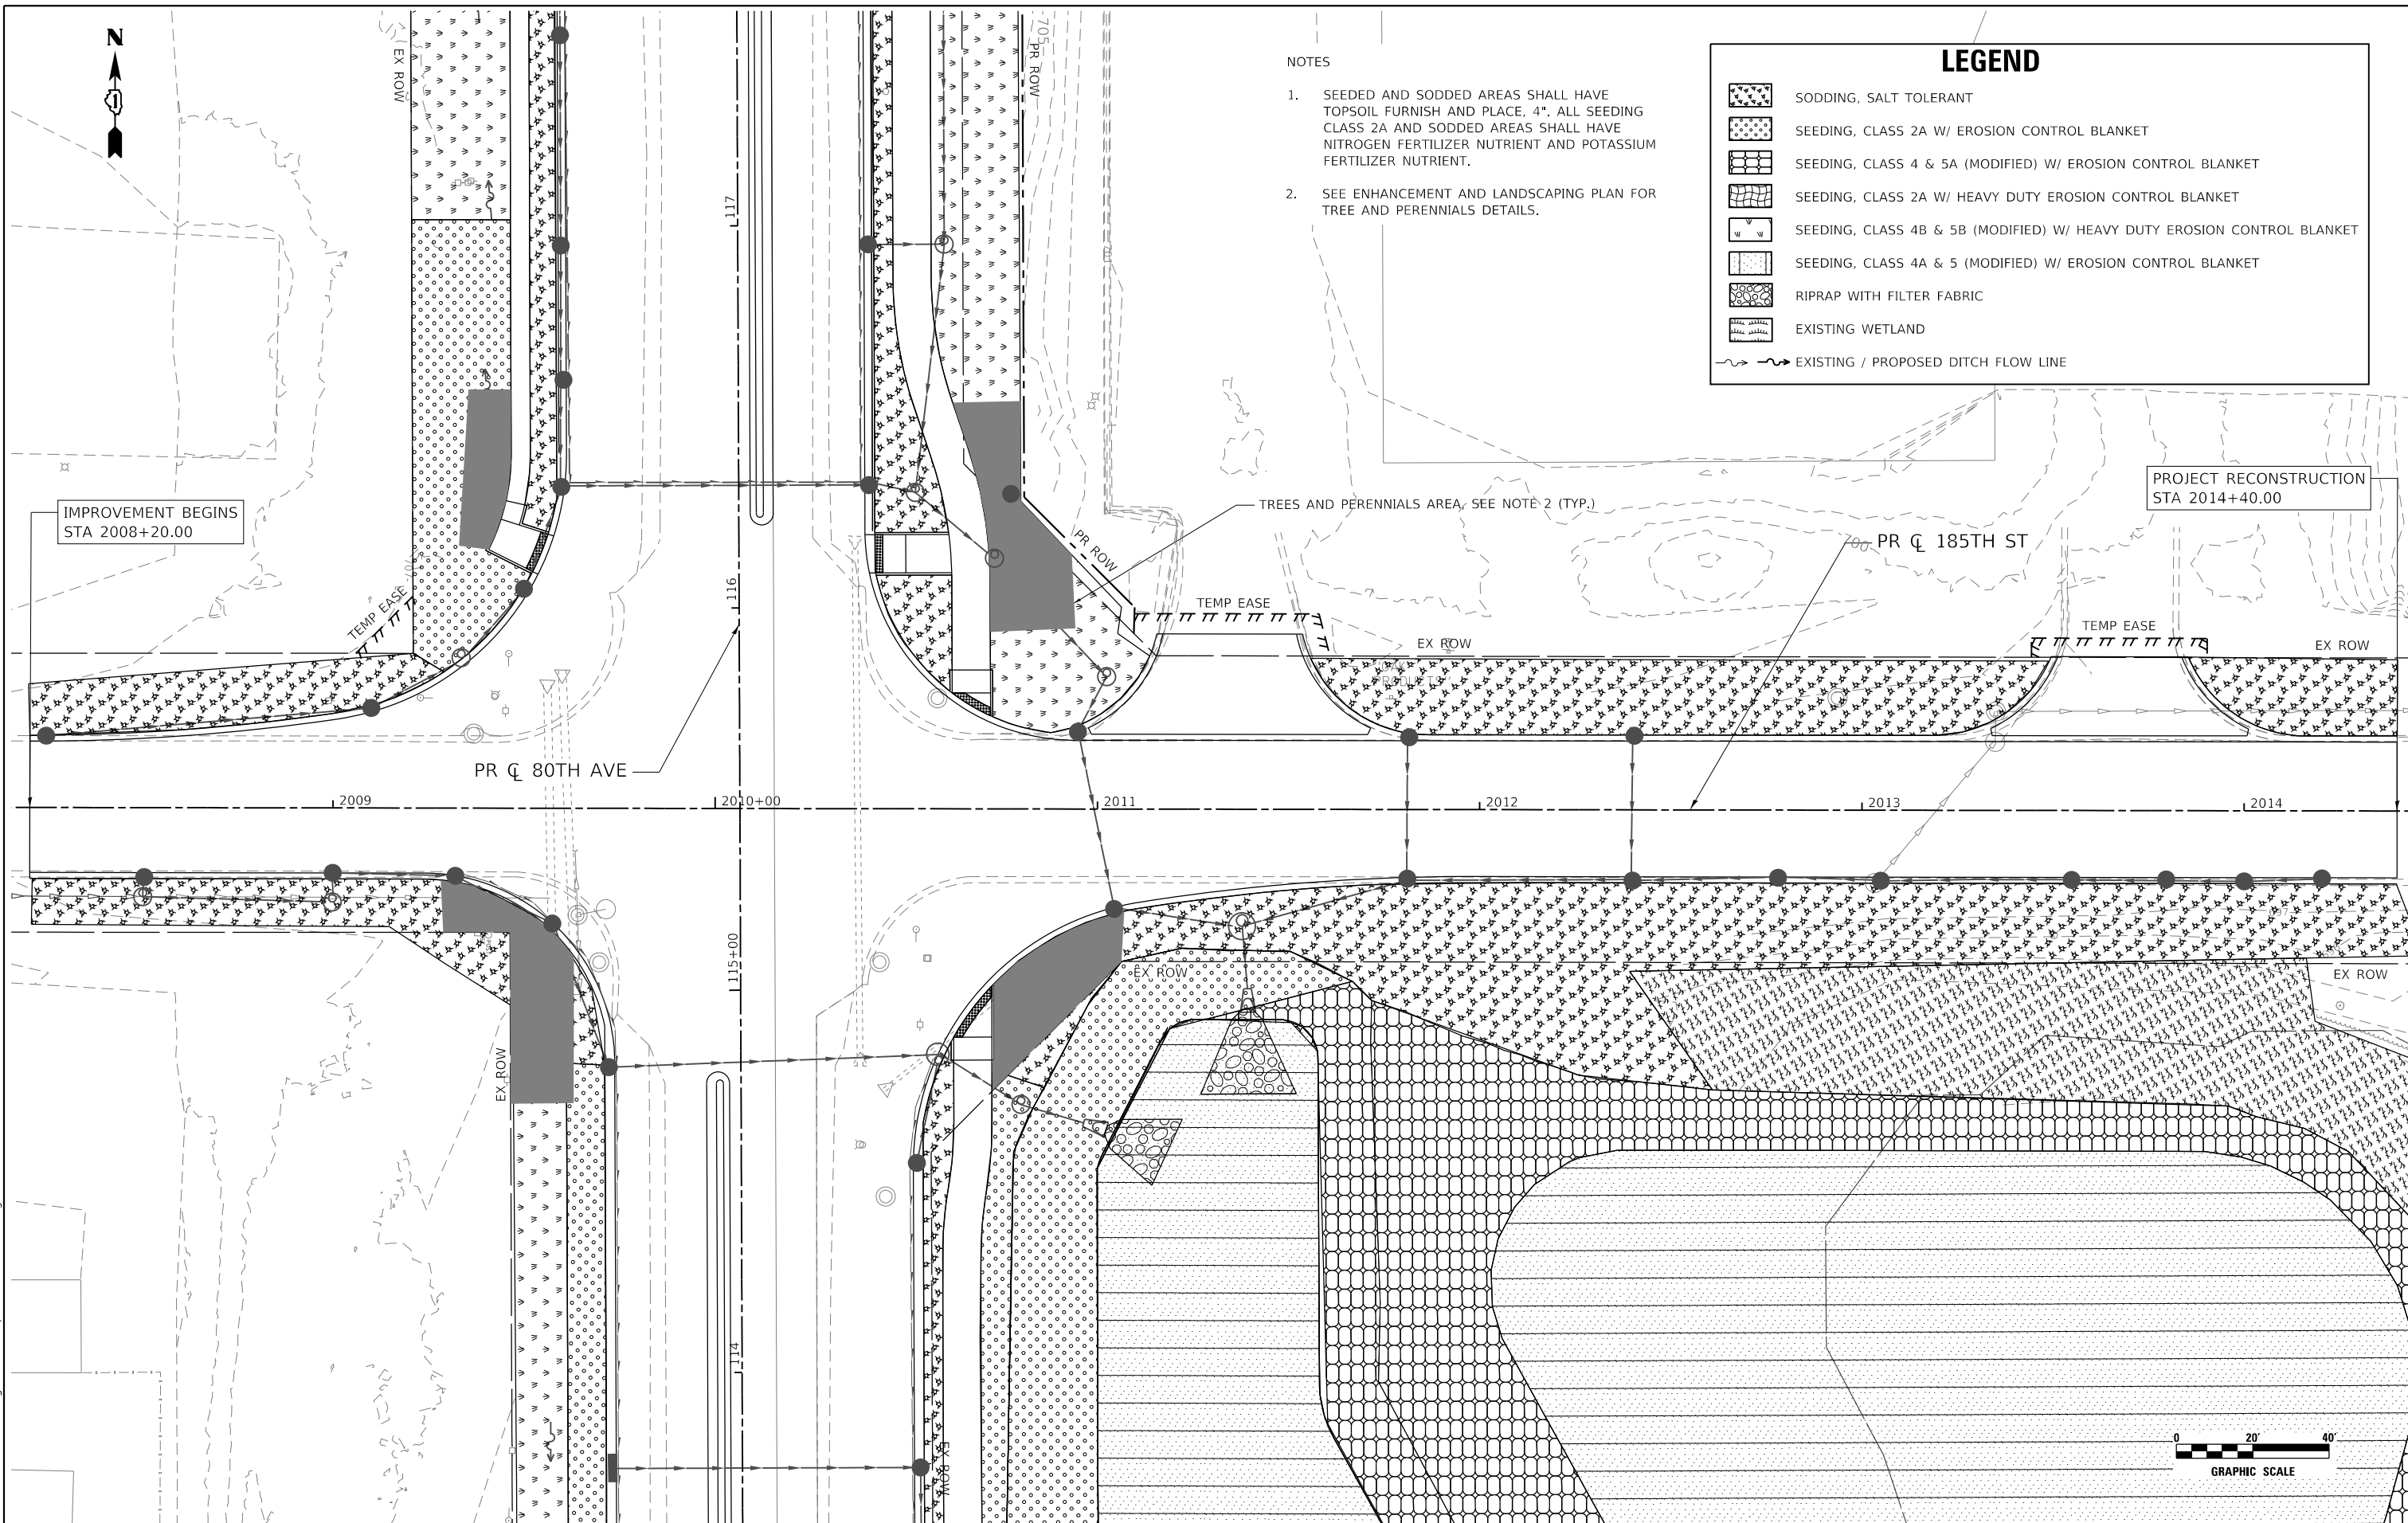 N
1
EX ROW
705
PR ROW
NOTES
1. SEEDED AND SODDED AREAS SHALL HAVE
TOPSOIL FURNISH AND PLACE, 4". ALL SEEDING
CLASS 2A AND SODDED AREAS SHALL HAVE
NITROGEN FERTILIZER NUTRIENT AND POTASSIUM
FERTILIZER NUTRIENT.
2. SEE ENHANCEMENT AND LANDSCAPING PLAN FOR
TREE AND PERENNIALS DETAILS.
LEGEND
SODDING, SALT TOLERANT
SEEDING, CLASS 2A W/ EROSION CONTROL BLANKET
SEEDING, CLASS 4 & 5A (MODIFIED) W/ EROSION CONTROL BLANKET
SEEDING, CLASS 2A W/ HEAVY DUTY EROSION CONTROL BLANKET
SEEDING, CLASS 4B & 5B (MODIFIED) W/ HEAVY DUTY EROSION CONTROL BLANKET
SEEDING, CLASS 4A & 5 (MODIFIED) W/ EROSION CONTROL BLANKET
RIPRAP WITH FILTER FABRIC
EXISTING WETLAND
EXISTING / PROPOSED DITCH FLOW LINE
117
IMPROVEMENT BEGINS
STA 2008+20.00
TREES AND PERENNIALS AREA, SEE NOTE 2 (TYP.)
PROJECT RECONSTRUCTION
STA 2014+40.00
PR ROW
700
PR ℄ 185TH ST
116
TEMP EASE
TEMP EASE
TEMP EASE
EX ROW
EX ROW
PRODUCTS
PR ℄ 80TH AVE
2009
2010+00
2011
2012
2013
2014
115+00
EX ROW
EX ROW
EX ROW
114
EX ROW
0 20' 40'
GRAPHIC SCALE